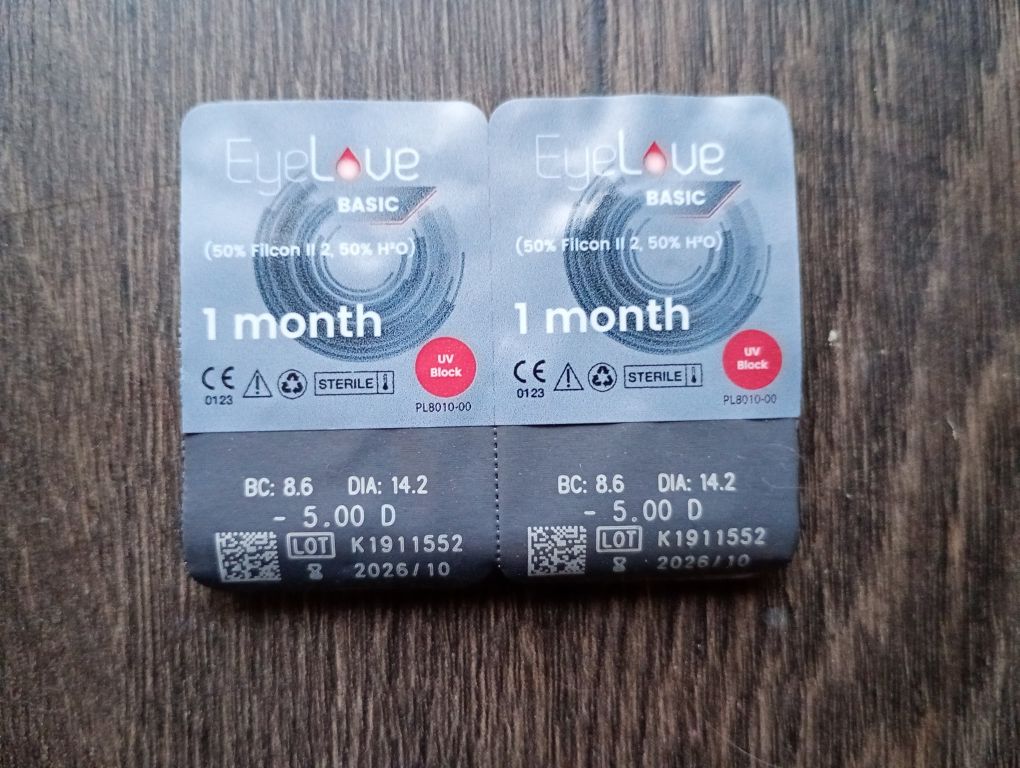 EyeLove
BASIC
(50% Filcon II 2, 50% H²O)
1 month
UV
Block
CE
0123
STERILE
PL8010-00
BC: 8.6 DIA: 14.2
- 5.00 D
LOT K1911552
2026/10
EyeLove
BASIC
(50% Filcon II 2, 50% H²O)
1 month
UV
Block
CE
0123
STERILE
PL8010-00
BC: 8.6 DIA: 14.2
- 5.00 D
LOT K1911552
2026/10